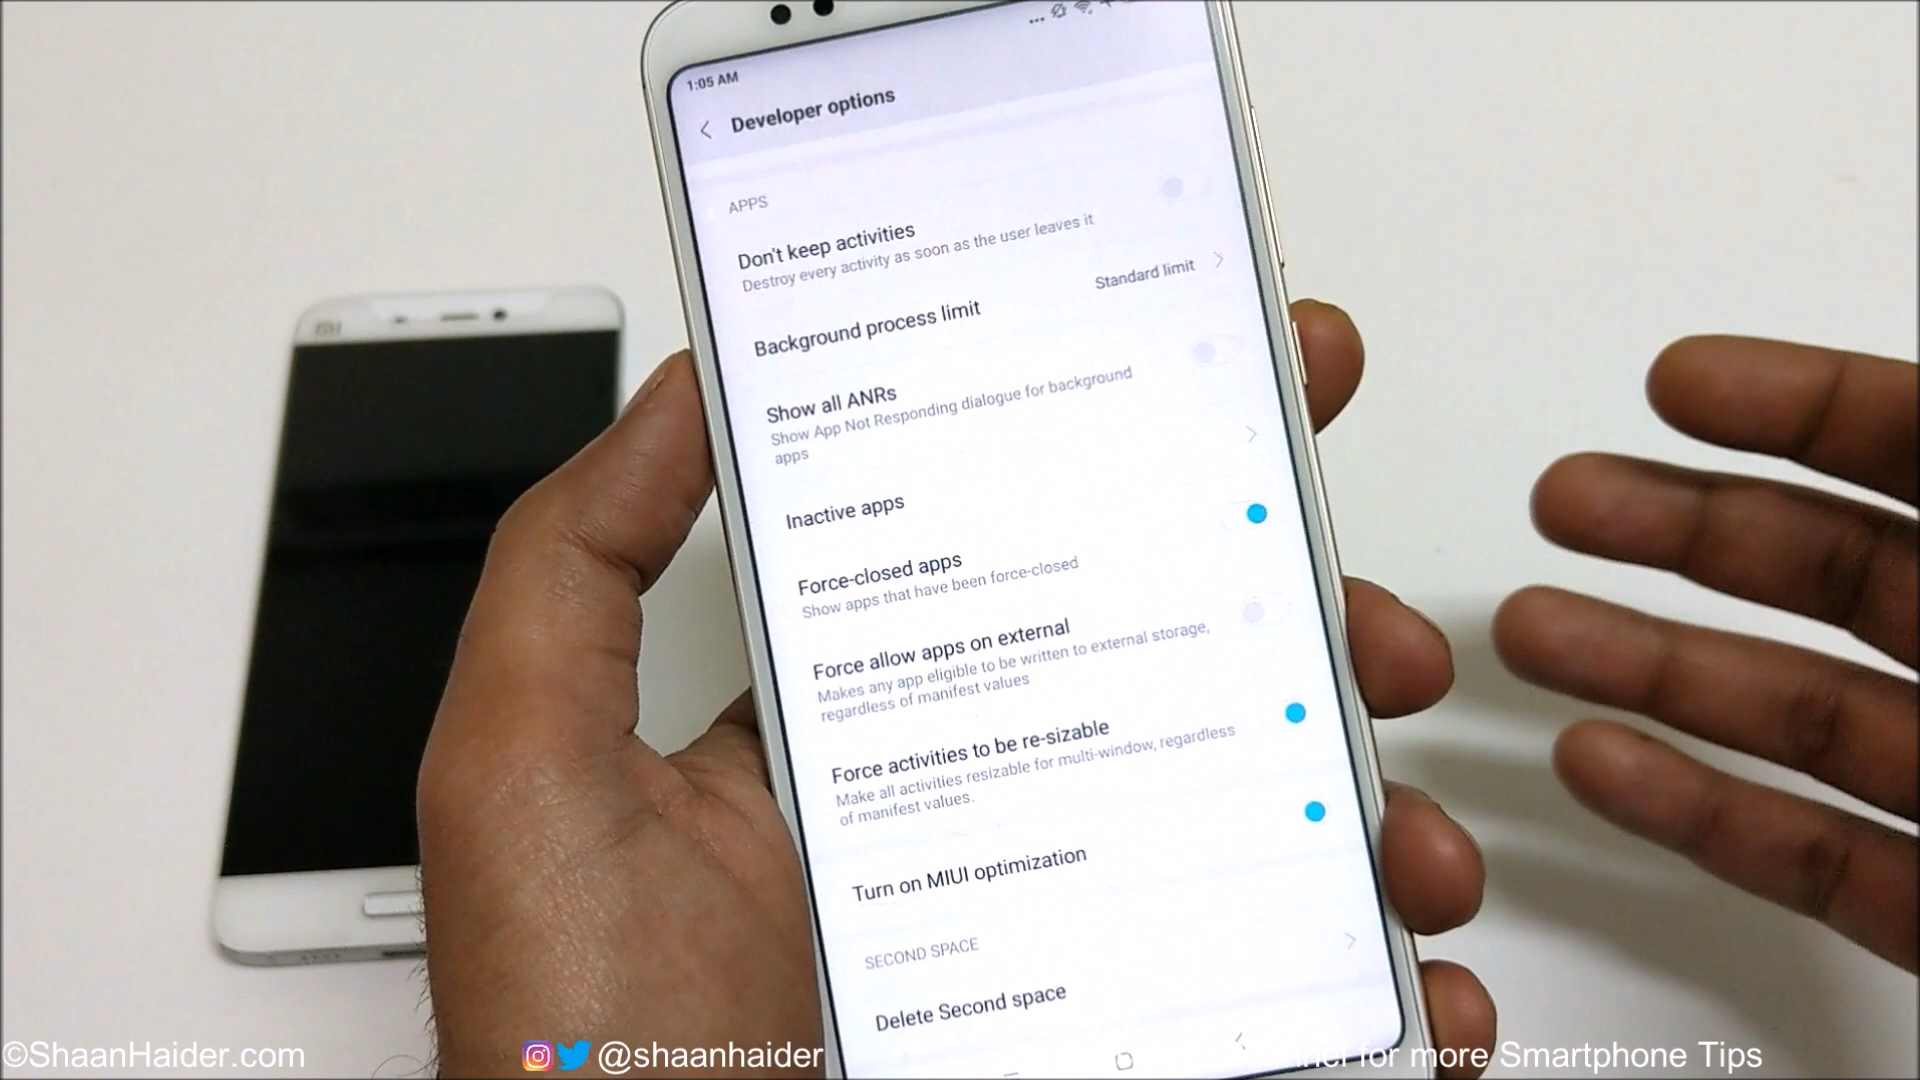 1:05 AM
Developer options
APPS
Don't keep activities
Destroy every activity as soon as the user leaves it
Background process limit
Standard limit
Show all ANRs
Show App Not Responding dialogue for background
apps
Inactive apps
Force-closed apps
Show apps that have been force-closed
Force allow apps on external
Makes any app eligible to be written to external storage,
regardless of manifest values
Force activities to be re-sizable
Make all activities resizable for multi-window, regardless
of manifest values.
Turn on MIUI optimization
SECOND SPACE
Delete Second space
mi
©ShaanHaider.com
@shaanhaider
for more Smartphone Tips